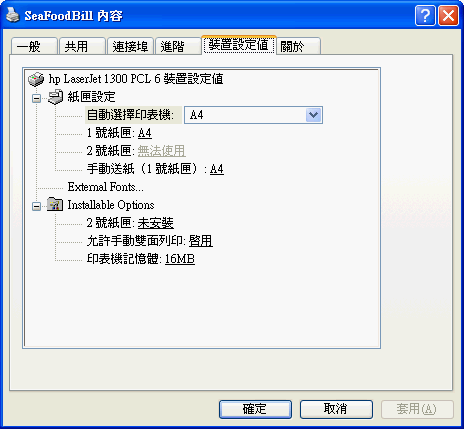 SeaFoodBill 內容
一般 共用 連接埠 進階 裝置設定值 關於
hp LaserJet 1300 PCL 6 裝置設定值
紙匣設定
自動選擇印表機: A4
1 號紙匣: A4
2 號紙匣: 無法使用
手動送紙（1 號紙匣）: A4
External Fonts...
Installable Options
2 號紙匣: 未安裝
允許手動雙面列印: 啓用
印表機記憶體: 16MB
確定 取消 套用(A)